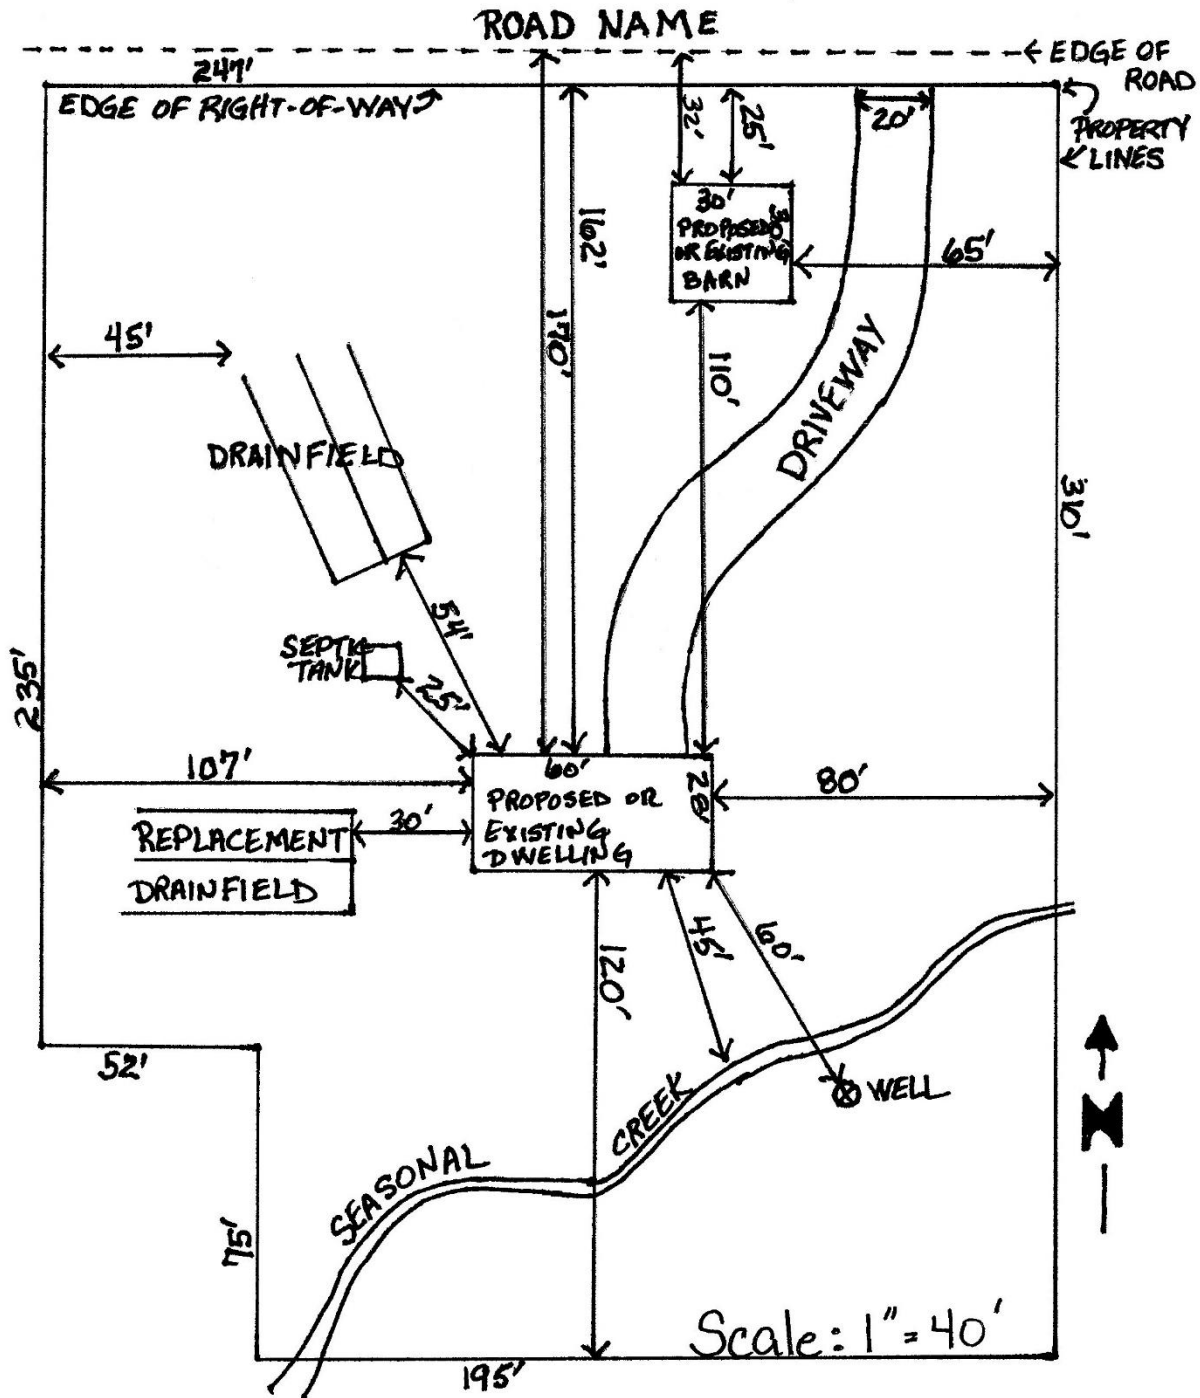 ROAD NAME
← EDGE OF
ROAD
247'
EDGE OF RIGHT-OF-WAY
PROPERTY
LINES
32'
25'
20'
30'
30'
PROPOSED
OR EXISTING
BARN
65'
162'
170'
45'
110'
DRIVEWAY
DRAINFIELD
310'
54'
SEPTIC
TANK
25'
235'
107'
60'
28'
PROPOSED OR
EXISTING
DWELLING
80'
30'
REPLACEMENT
DRAINFIELD
45'
60'
120'
52'
WELL
N
CREEK
SEASONAL
75'
Scale: 1" = 40'
195'